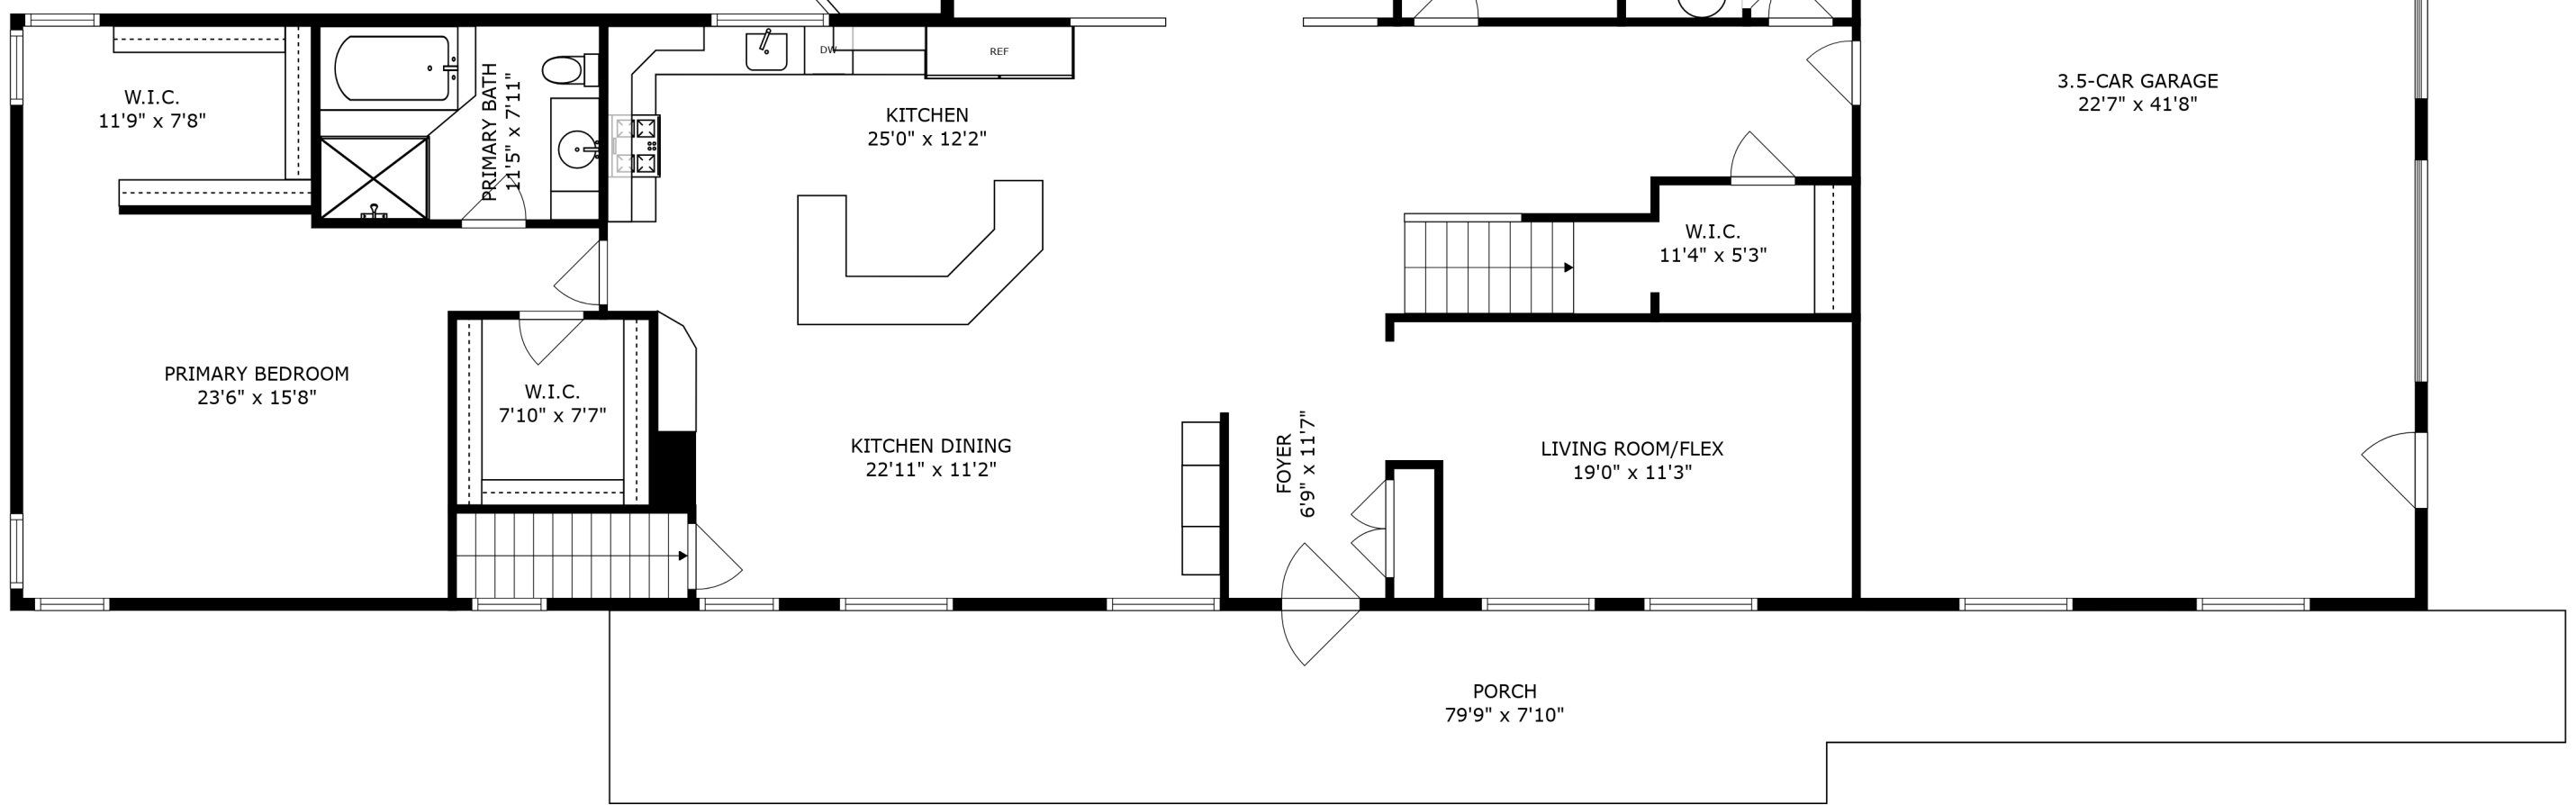 W.I.C.
11'9" x 7'8"
PRIMARY BATH
11'5" x 7'11"
DW
REF
KITCHEN
25'0" x 12'2"
3.5-CAR GARAGE
22'7" x 41'8"
W.I.C.
11'4" x 5'3"
PRIMARY BEDROOM
23'6" x 15'8"
W.I.C.
7'10" x 7'7"
KITCHEN DINING
22'11" x 11'2"
FOYER
6'9" x 11'7"
LIVING ROOM/FLEX
19'0" x 11'3"
PORCH
79'9" x 7'10"